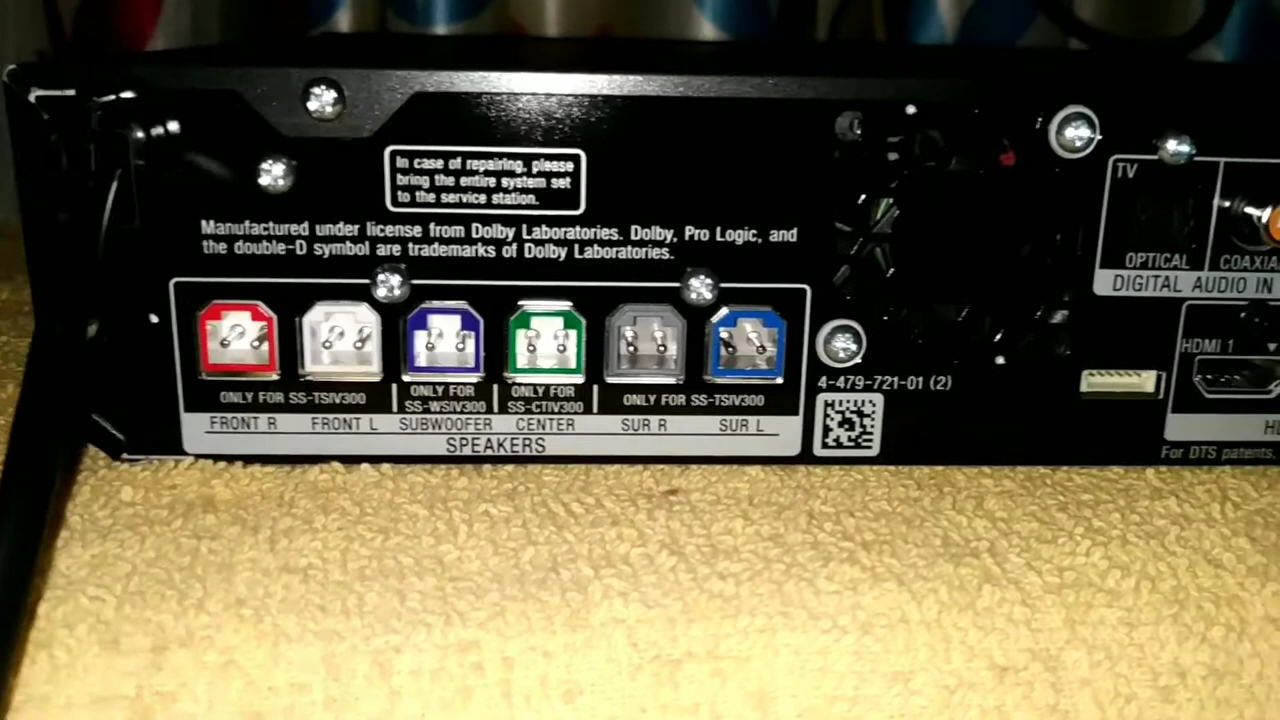 In case of repairing, please
bring the entire system set
to the service station.
Manufactured under license from Dolby Laboratories. Dolby, Pro Logic, and
the double-D symbol are trademarks of Dolby Laboratories.
ONLY FOR SS-TSIV300
ONLY FOR
SS-WSIV300
ONLY FOR
SS-CTIV300
ONLY FOR SS-TSIV300
FRONT R FRONT L SUBWOOFER CENTER SUR R SUR L
SPEAKERS
4-479-721-01 (2)
TV
OPTICAL
COAXIA
DIGITAL AUDIO IN
HDMI 1
For DTS patents,